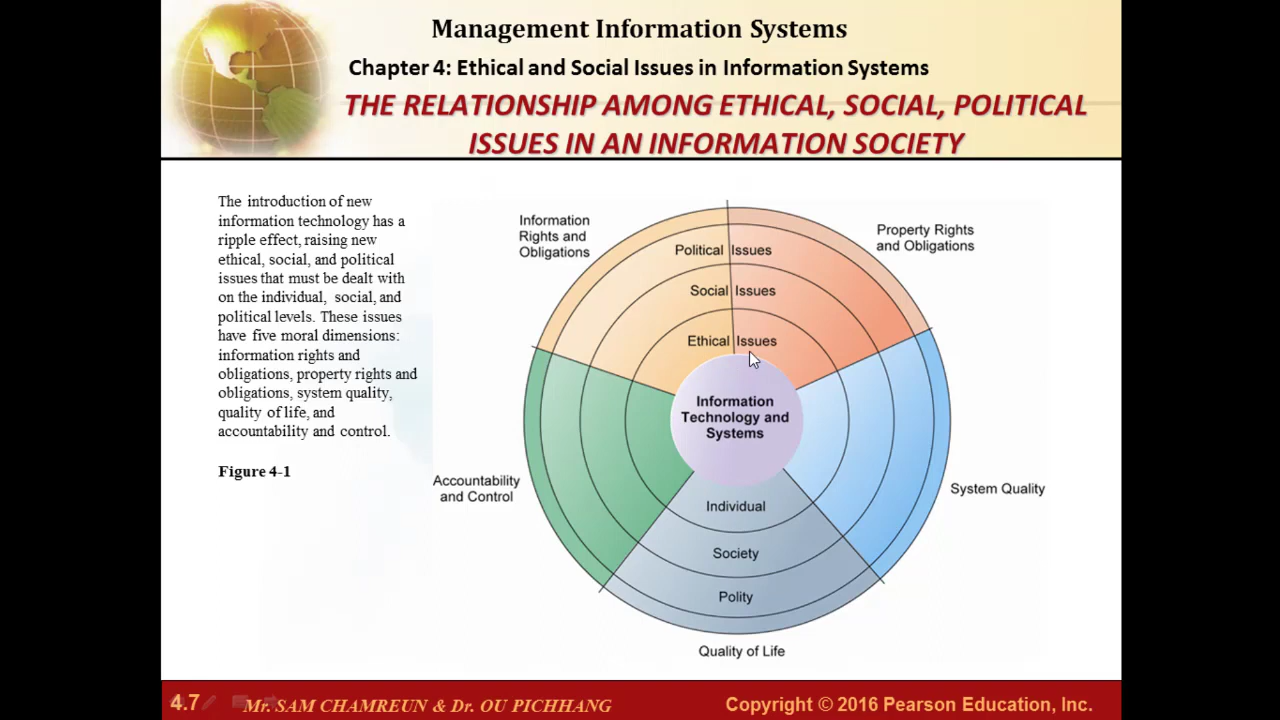 Management Information Systems
Chapter 4: Ethical and Social Issues in Information Systems
THE RELATIONSHIP AMONG ETHICAL, SOCIAL, POLITICAL
ISSUES IN AN INFORMATION SOCIETY
The introduction of new
information technology has a
ripple effect, raising new
ethical, social, and political
issues that must be dealt with
on the individual, social, and
political levels. These issues
have five moral dimensions:
information rights and
obligations, property rights and
obligations, system quality,
quality of life, and
accountability and control.
Figure 4-1
Information
Rights and
Obligations
Property Rights
and Obligations
Political Issues
Social Issues
Ethical Issues
Information
Technology and
Systems
Accountability
and Control
System Quality
Individual
Society
Polity
Quality of Life
4.7
Mr. SAM CHAMREUN & Dr. OU PICHHANG
Copyright © 2016 Pearson Education, Inc.